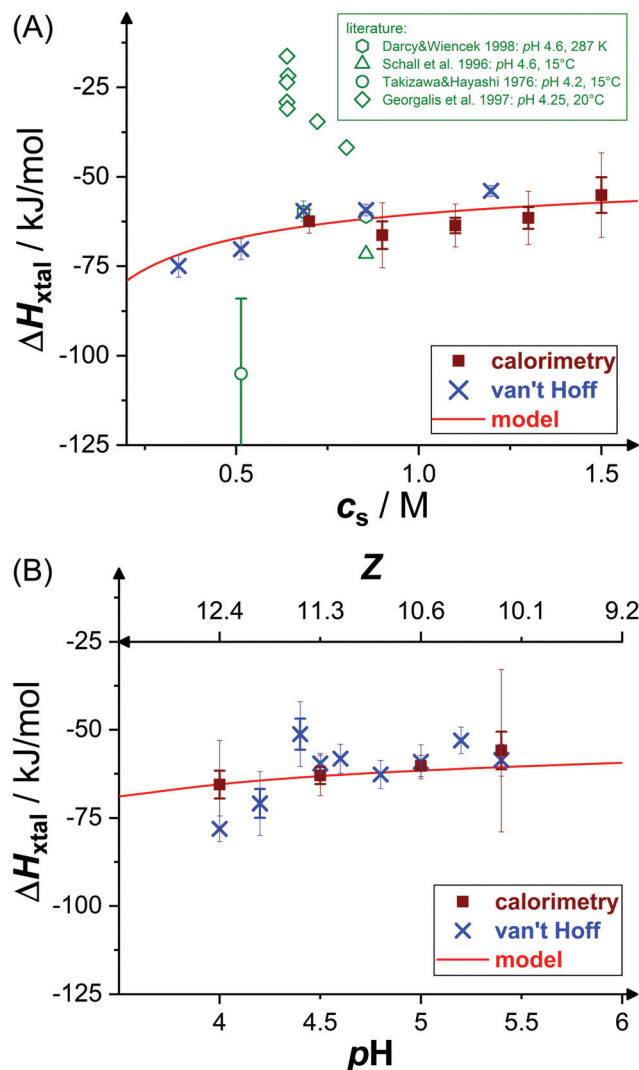 (A)
literature:
Darcy&Wiencek 1998: pH 4.6, 287 K
Schall et al. 1996: pH 4.6, 15°C
Takizawa&Hayashi 1976: pH 4.2, 15°C
Georgalis et al. 1997: pH 4.25, 20°C
-25
-50
-75
-100
-125
ΔHxtal / kJ/mol
calorimetry
van't Hoff
model
0.5 1.0 1.5
cs / M
(B)
Z
12.4 11.3 10.6 10.1 9.2
-25
-50
-75
-100
-125
ΔHxtal / kJ/mol
calorimetry
van't Hoff
model
4 4.5 5 5.5 6
pH